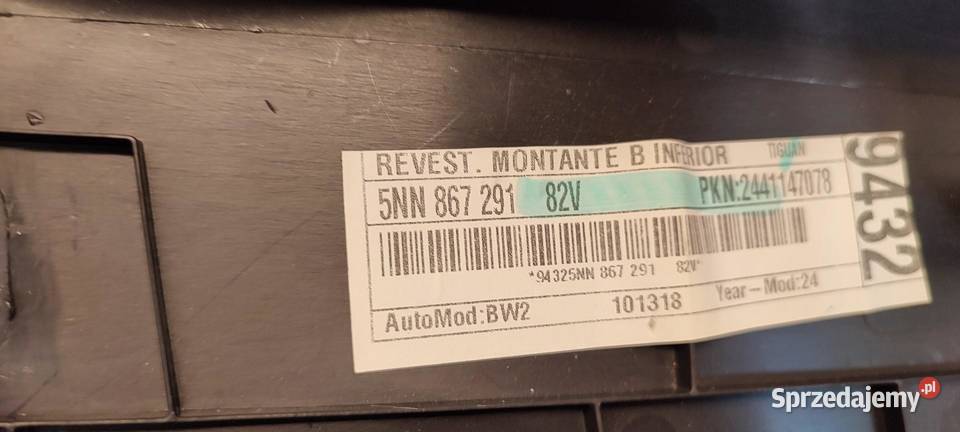 REVEST. MONTANTE B INFERIOR TIGUAN
5NN 867 291 82V PKN:2441147078
*94325NN 867 291 82V*
AutoMod:BW2 101318 Year-Mod:24
9432
Sprzedajemy.pl